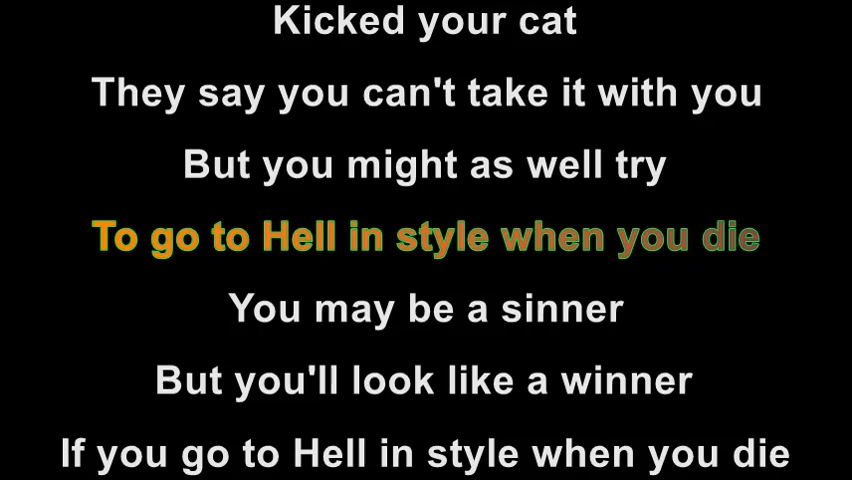 Kicked your cat
They say you can't take it with you
But you might as well try
To go to Hell in style when you die
You may be a sinner
But you'll look like a winner
If you go to Hell in style when you die